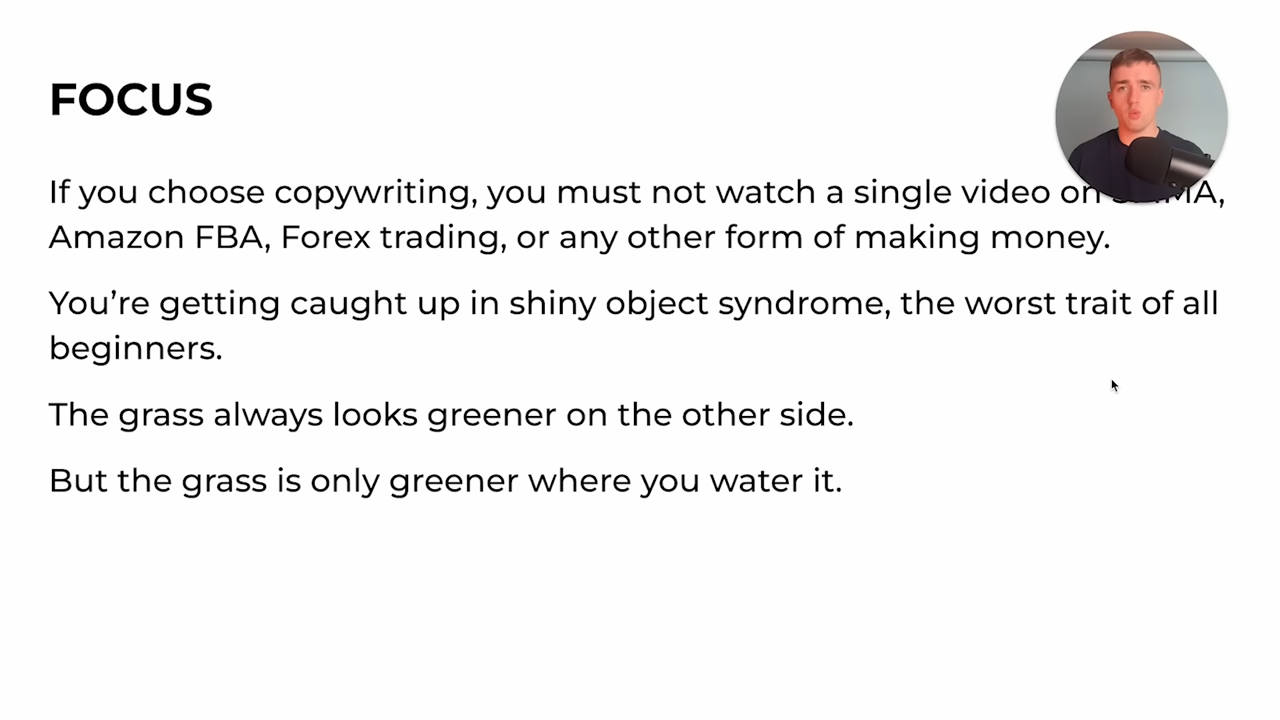 FOCUS
If you choose copywriting, you must not watch a single video on
Amazon FBA, Forex trading, or any other form of making money.
You’re getting caught up in shiny object syndrome, the worst trait of all
beginners.
The grass always looks greener on the other side.
But the grass is only greener where you water it.